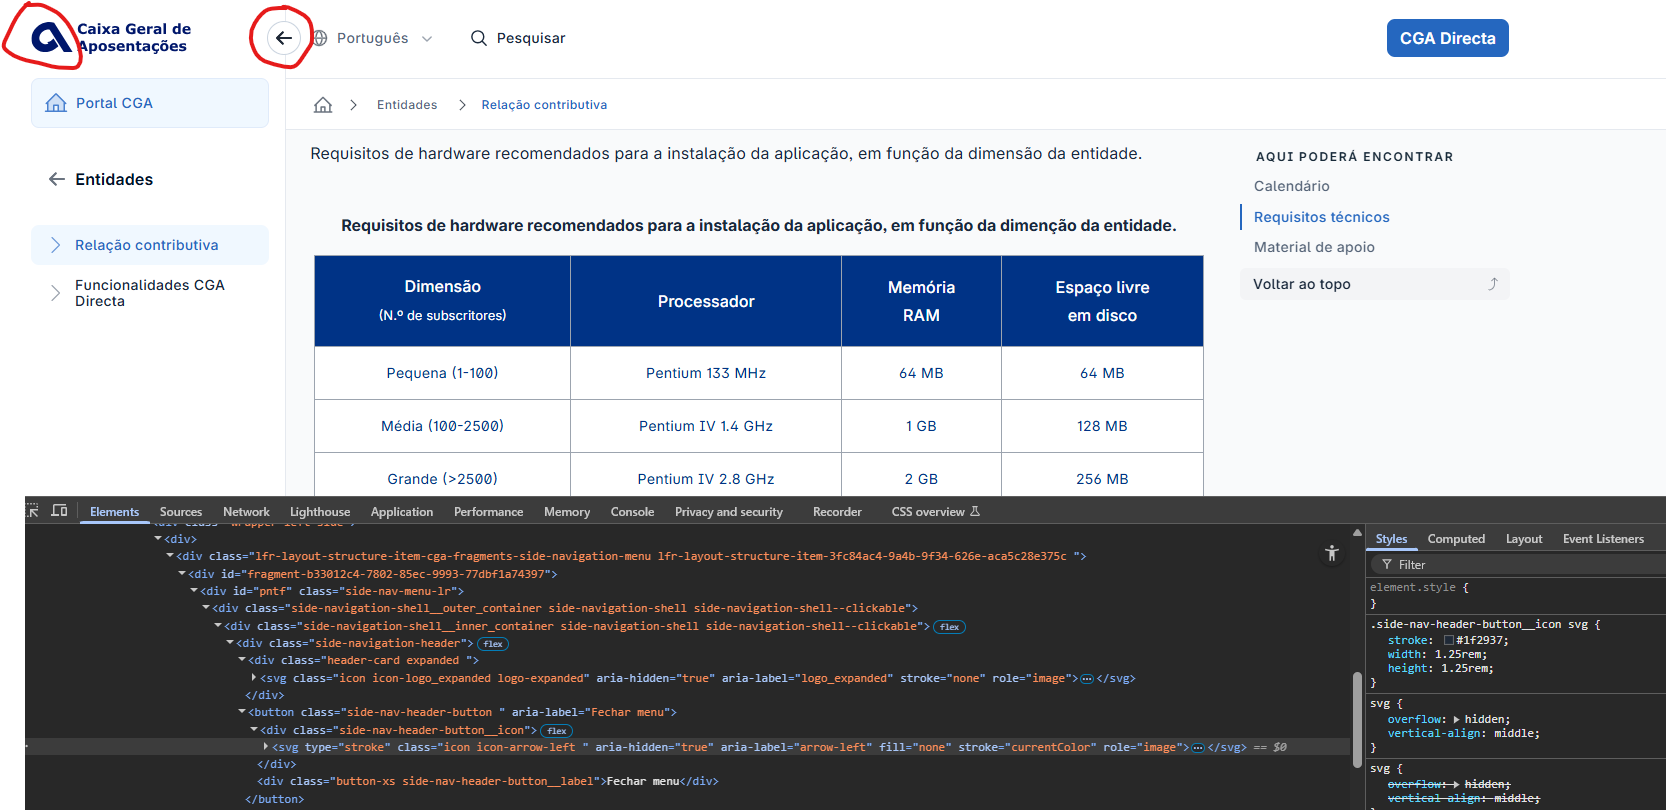 Caixa Geral de
Aposentações
Português
Pesquisar
CGA Directa
Portal CGA
Entidades
Relação contributiva
Funcionalidades CGA
Directa
Entidades
Relação contributiva
Requisitos de hardware recomendados para a instalação da aplicação, em função da dimensão da entidade.
Requisitos de hardware recomendados para a instalação da aplicação, em função da dimenção da entidade.
Dimensão
(N.º de subscritores)
Processador
Memória
RAM
Espaço livre
em disco
Pequena (1-100)
Pentium 133 MHz
64 MB
64 MB
Média (100-2500)
Pentium IV 1.4 GHz
1 GB
128 MB
Grande (>2500)
Pentium IV 2.8 GHz
2 GB
256 MB
AQUI PODERÁ ENCONTRAR
Calendário
Requisitos técnicos
Material de apoio
Voltar ao topo
Elements Sources Network Lighthouse Application Performance Memory Console Privacy and security Recorder CSS overview
<div class="wrapper-left-side">
<div>
<div class="lfr-layout-structure-item-cga-fragments-side-navigation-menu lfr-layout-structure-item-3fc84ac4-9a4b-9f34-626e-aca5c28e375c ">
<div id="fragment-b33012c4-7802-85ec-9993-77dbf1a74397">
<div id="pntf" class="side-nav-menu-lr">
<div class="side-navigation-shell__outer_container side-navigation-shell side-navigation-shell--clickable">
<div class="side-navigation-shell__inner_container side-navigation-shell side-navigation-shell--clickable"> flex
<div class="side-navigation-header"> flex
<div class="header-card expanded ">
<svg class="icon icon-logo_expanded logo-expanded" aria-hidden="true" aria-label="logo_expanded" stroke="none" role="image"> … </svg>
</div>
<button class="side-nav-header-button " aria-label="Fechar menu">
<div class="side-nav-header-button__icon"> flex
<svg type="stroke" class="icon icon-arrow-left " aria-hidden="true" aria-label="arrow-left" fill="none" stroke="currentColor" role="image"> … </svg> == $0
</div>
<div class="button-xs side-nav-header-button__label">Fechar menu</div>
</button>
Styles Computed Layout Event Listeners
Filter
element.style {
}
.side-nav-header-button__icon svg {
stroke: #1f2937;
width: 1.25rem;
height: 1.25rem;
}
svg {
overflow: hidden;
vertical-align: middle;
}
svg {
overflow: hidden;
vertical-align: middle;